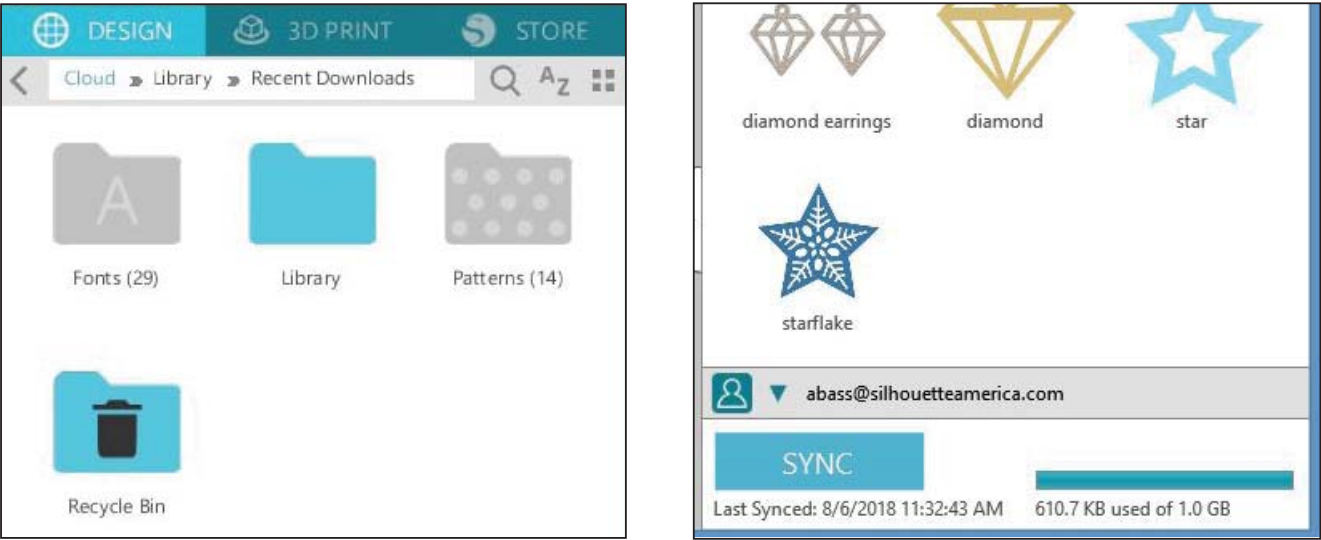 DESIGN 3D PRINT STORE
Cloud » Library » Recent Downloads AZ
A
Fonts (29) Library Patterns (14)
Recycle Bin
diamond earrings diamond star
starflake
abass@silhouetteamerica.com
SYNC
Last Synced: 8/6/2018 11:32:43 AM 610.7 KB used of 1.0 GB